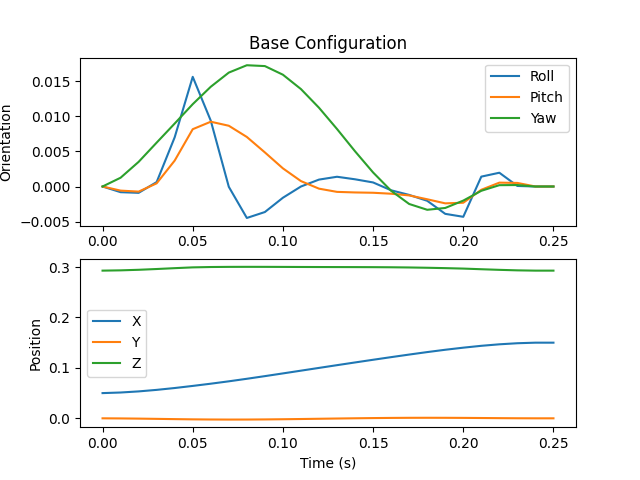 Base Configuration
Orientation
0.015
0.010
0.005
0.000
−0.005
Roll
Pitch
Yaw
0.00 0.05 0.10 0.15 0.20 0.25
Position
0.3
0.2
0.1
0.0
X
Y
Z
0.00 0.05 0.10 0.15 0.20 0.25
Time (s)